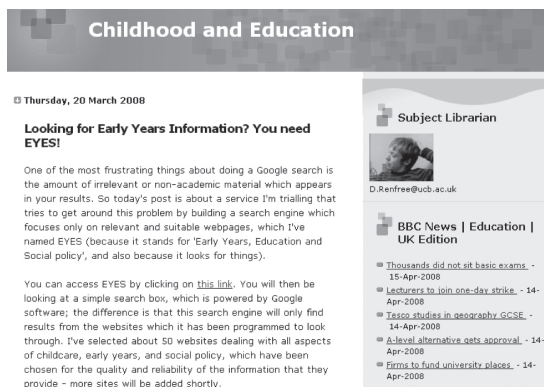 Childhood and Education
Thursday, 20 March 2008
Looking for Early Years Information? You need
EYES!
One of the most frustrating things about doing a Google search is
the amount of irrelevant or non-academic material which appears
in your results. So today's post is about a service I'm trialling that
tries to get around this problem by building a search engine which
focuses only on relevant and suitable webpages, which I've
named EYES (because it stands for 'Early Years, Education and
Social policy', and also because it looks for things).
You can access EYES by clicking on this link. You will then be
looking at a simple search box, which is powered by Google
software; the difference is that this search engine will only find
results from the websites which it has been programmed to look
through. I've selected about 50 websites dealing with all aspects
of childcare, early years, and social policy, which have been
chosen for the quality and reliability of the information that they
provide - more sites will be added shortly.
Subject Librarian
D.Renfree@ucb.ac.uk
BBC News | Education |
UK Edition
Thousands did not sit basic exams -
15-Apr-2008
Lecturers to join one-day strike - 14-
Apr-2008
Tesco studies in geography GCSE -
14-Apr-2008
A-level alternative gets approval - 14-
Apr-2008
Firms to fund university places - 14-
Apr-2008